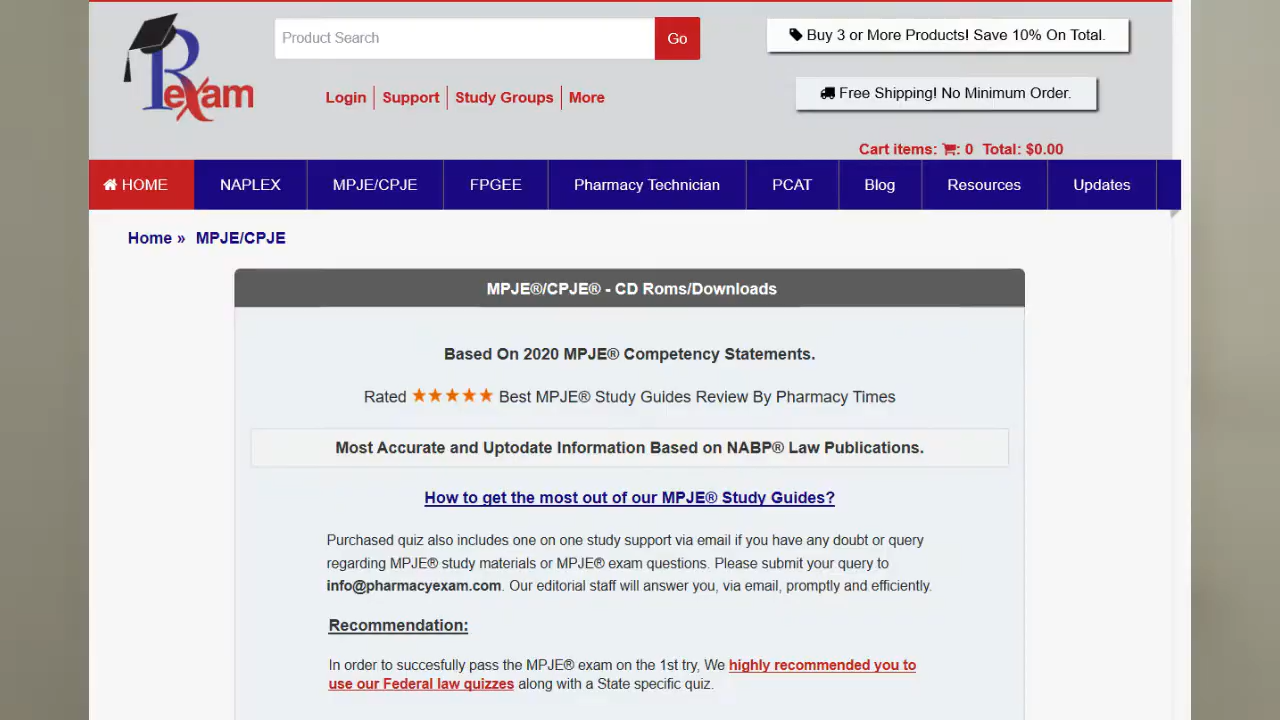 Rexam
Product Search
Go
Buy 3 or More Products! Save 10% On Total.
Login
Support
Study Groups
More
Free Shipping! No Minimum Order.
Cart items: : 0 Total: $0.00
HOME
NAPLEX
MPJE/CPJE
FPGEE
Pharmacy Technician
PCAT
Blog
Resources
Updates
Home » MPJE/CPJE
MPJE®/CPJE® - CD Roms/Downloads
Based On 2020 MPJE® Competency Statements.
Rated ★★★★★ Best MPJE® Study Guides Review By Pharmacy Times
Most Accurate and Uptodate Information Based on NABP® Law Publications.
How to get the most out of our MPJE® Study Guides?
Purchased quiz also includes one on one study support via email if you have any doubt or query
regarding MPJE® study materials or MPJE® exam questions. Please submit your query to
info@pharmacyexam.com. Our editorial staff will answer you, via email, promptly and efficiently.
Recommendation:
In order to succesfully pass the MPJE® exam on the 1st try, We highly recommended you to
use our Federal law quizzes along with a State specific quiz.